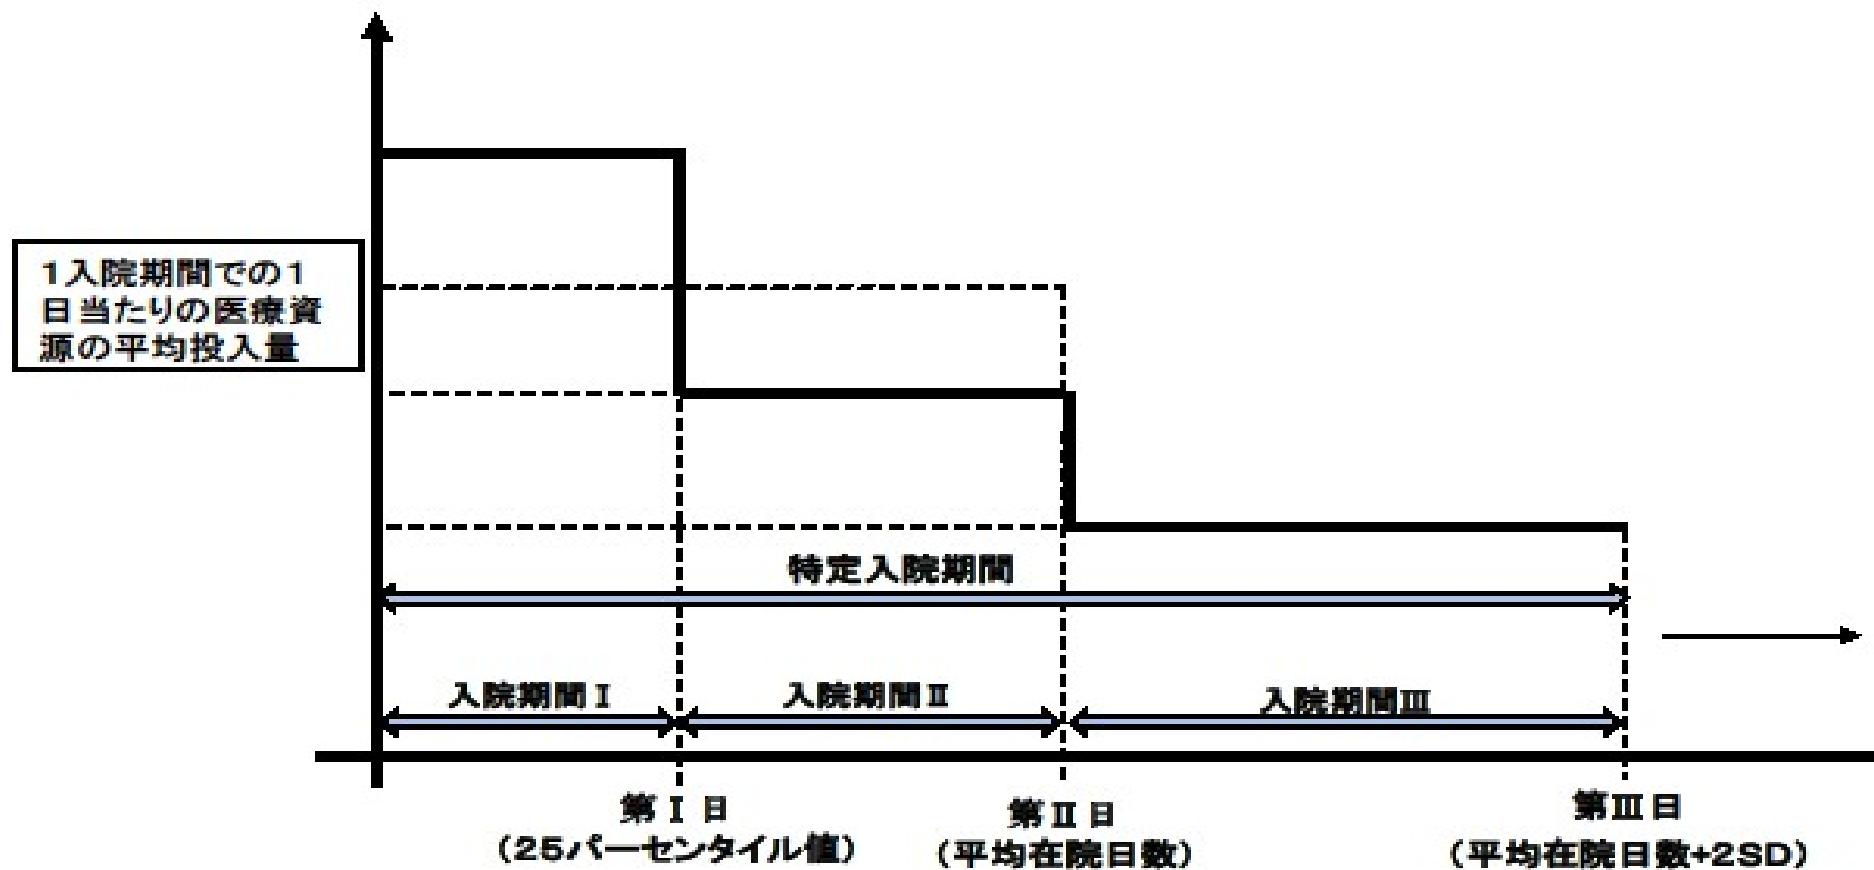 1入院期間での1
日当たりの医療資
源の平均投入量
特定入院期間
入院期間Ⅰ
入院期間Ⅱ
入院期間Ⅲ
第Ⅰ日
(25パーセンタイル値)
第Ⅱ日
(平均在院日数)
第Ⅲ日
(平均在院日数+2SD)